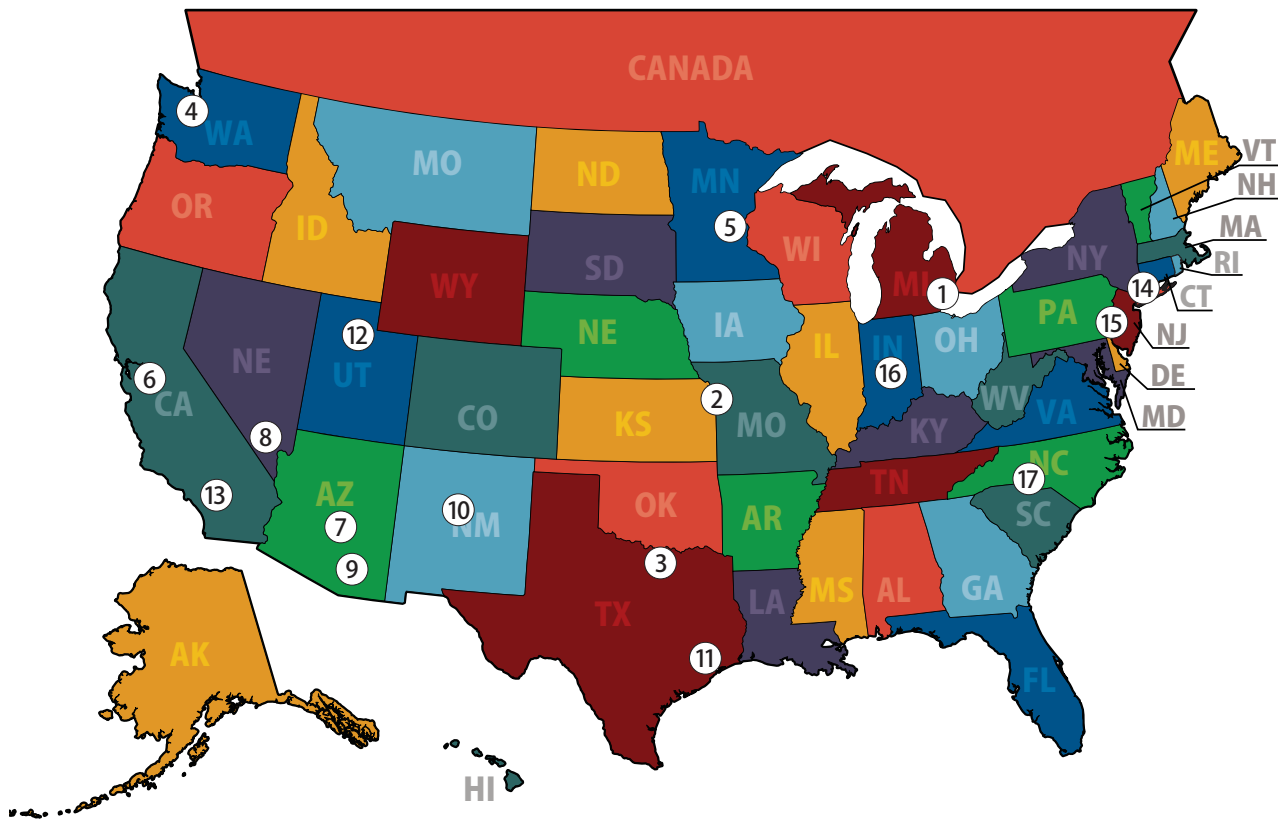 CANADA
4
WA
MO
ND
MN
ME
VT
NH
OR
ID
5
WI
MA
NY
RI
SD
WY
MI
1
14
CT
12
NE
IA
IL
IN
OH
PA
15
NJ
NE
UT
16
DE
6
CA
CO
KS
2
MO
WV
VA
MD
8
KY
13
AZ
7
10
NM
OK
AR
TN
NC
17
SC
9
3
MS
AL
GA
LA
TX
11
FL
AK
HI